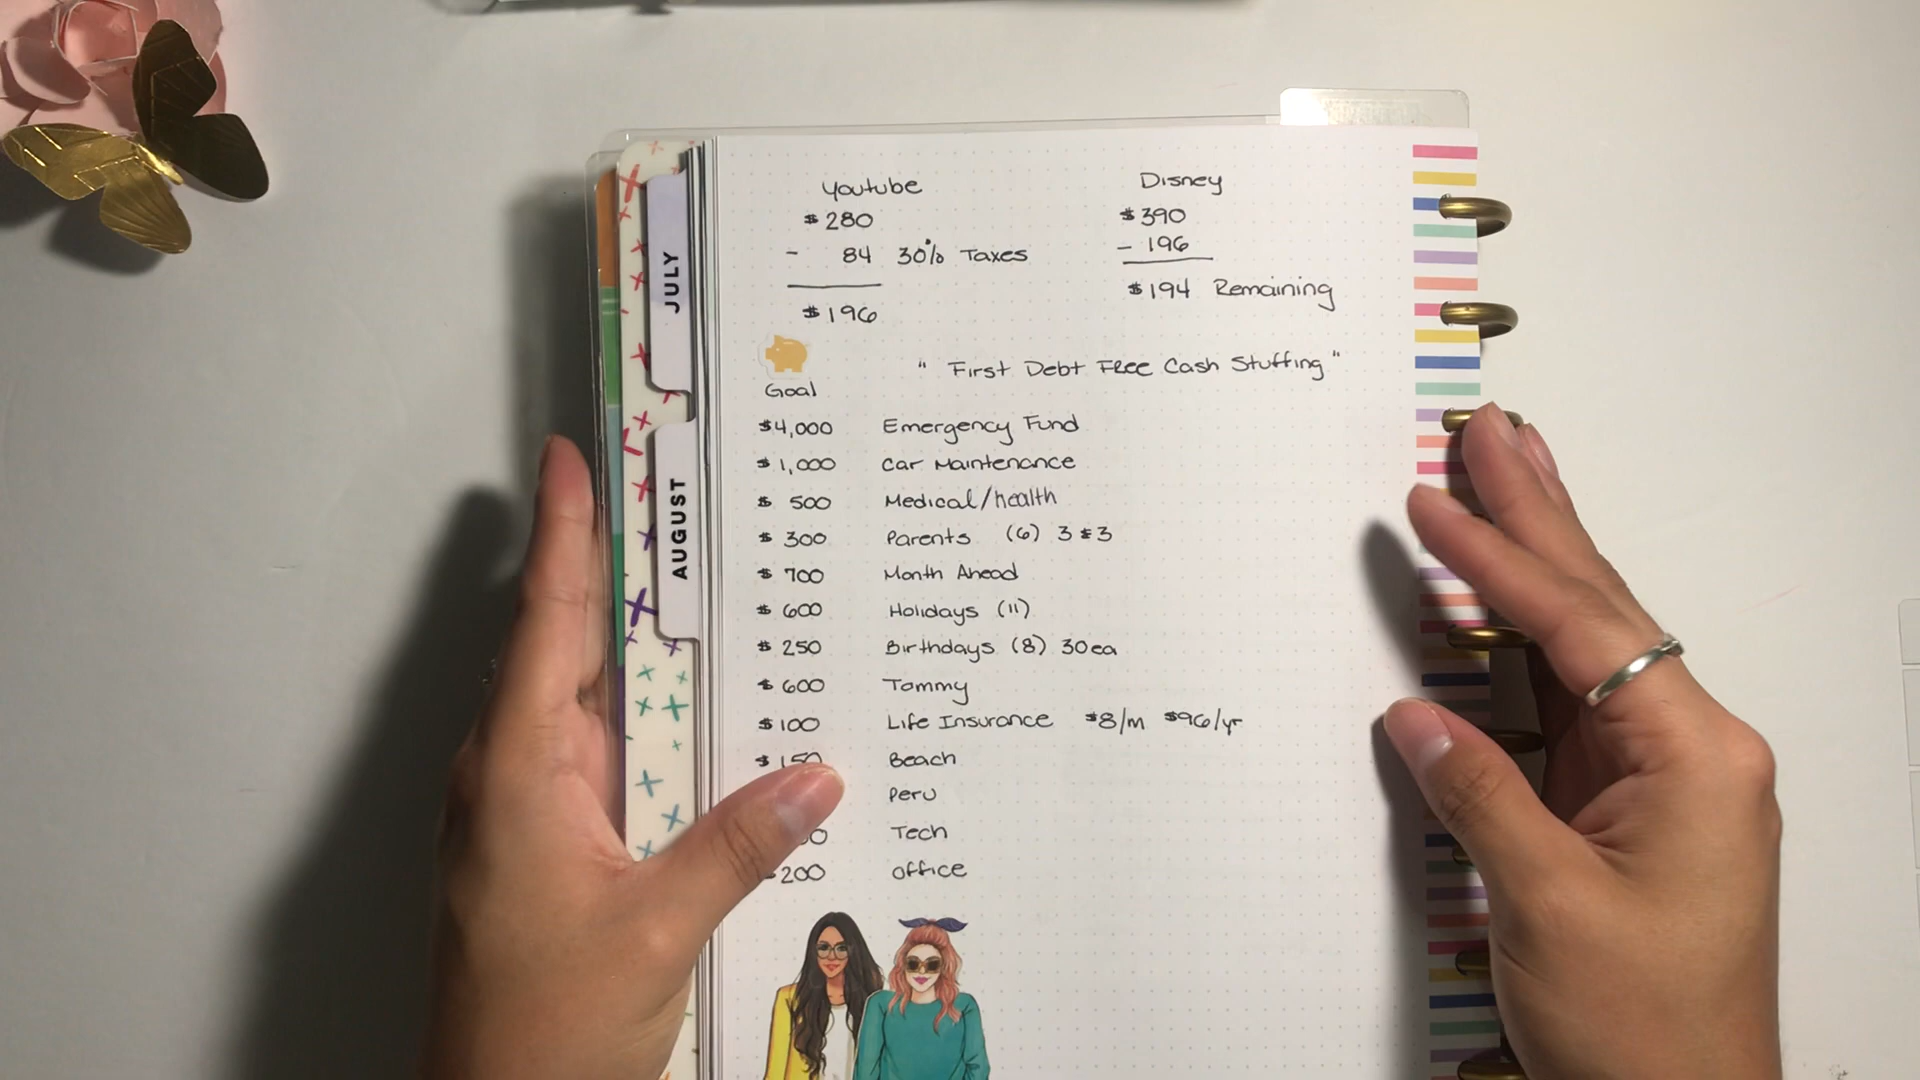 JULY
AUGUST
Youtube
$280
- 84 30% Taxes
$196
Disney
$390
- 196
$194 Remaining
"First Debt Free Cash Stuffing"
Goal
$4,000 Emergency Fund
$1,000 Car Maintenance
$ 500 Medical/health
$ 300 Parents (6) 3 & 3
$ 700 Month Ahead
$ 600 Holidays (11)
$ 250 Birthdays (8) 30 ea
$ 600 Tommy
$ 100 Life Insurance $8/m $96/yr
$ 150 Beach
Peru
Tech
$200 Office